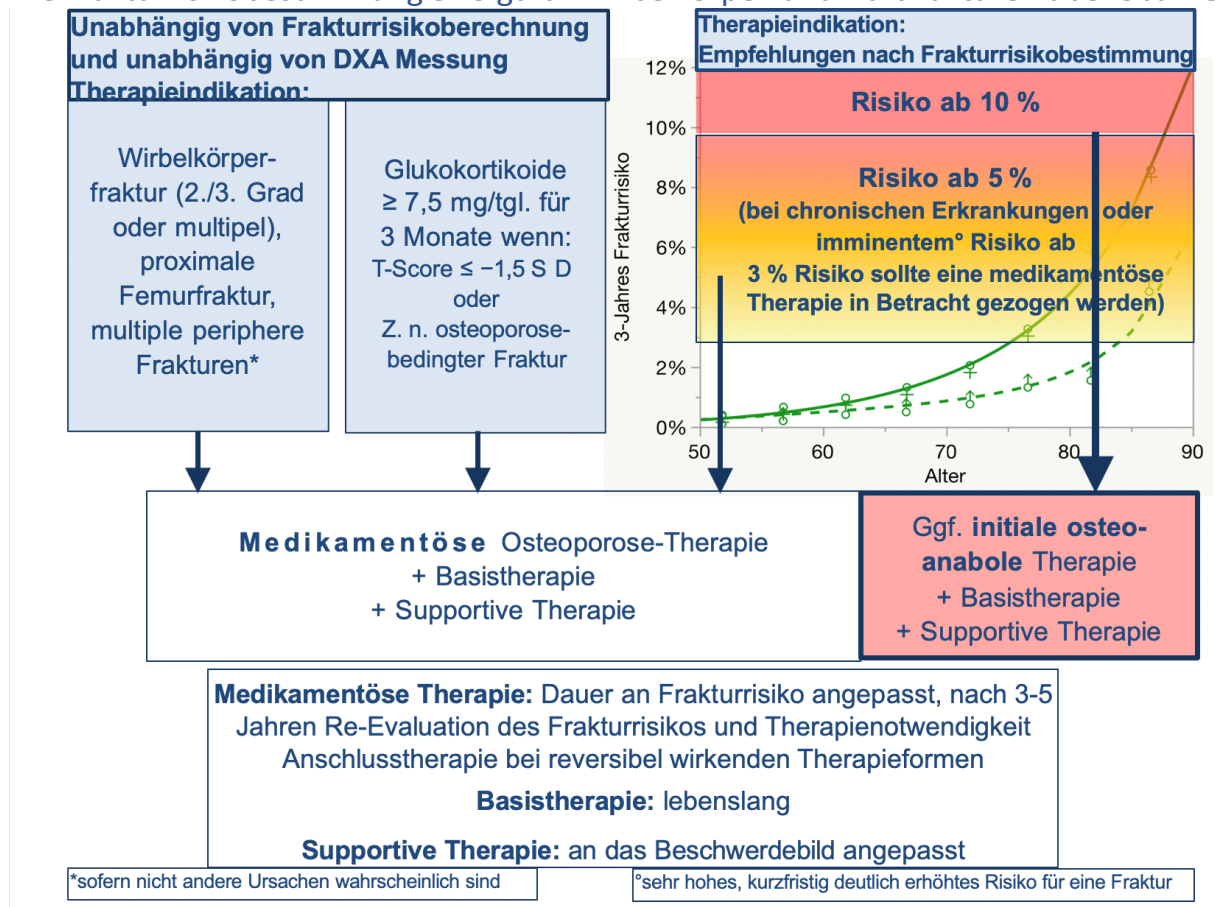 Unabhängig von Frakturrisikoberechnung
und unabhängig von DXA Messung
Therapieindikation:
Wirbelkörper-
fraktur (2./3. Grad
oder multipel),
proximale
Femurfraktur,
multiple periphere
Frakturen*
Glukokortikoide
≥ 7,5 mg/tgl. für
3 Monate wenn:
T-Score ≤ −1,5 S D
oder
Z. n. osteoporose-
bedingter Fraktur
Therapieindikation:
Empfehlungen nach Frakturrisikobestimmung
3-Jahres Frakturrisiko
12%
10%
8%
6%
4%
2%
0%
Risiko ab 10 %
Risiko ab 5 %
(bei chronischen Erkrankungen oder
imminentem° Risiko ab
3 % Risiko sollte eine medikamentöse
Therapie in Betracht gezogen werden)
50 60 70 80 90
Alter
Medikamentöse Osteoporose-Therapie
+ Basistherapie
+ Supportive Therapie
Ggf. initiale osteo-
anabole Therapie
+ Basistherapie
+ Supportive Therapie
Medikamentöse Therapie: Dauer an Frakturrisiko angepasst, nach 3-5
Jahren Re-Evaluation des Frakturrisikos und Therapienotwendigkeit
Anschlusstherapie bei reversibel wirkenden Therapieformen
Basistherapie: lebenslang
Supportive Therapie: an das Beschwerdebild angepasst
*sofern nicht andere Ursachen wahrscheinlich sind
°sehr hohes, kurzfristig deutlich erhöhtes Risiko für eine Fraktur